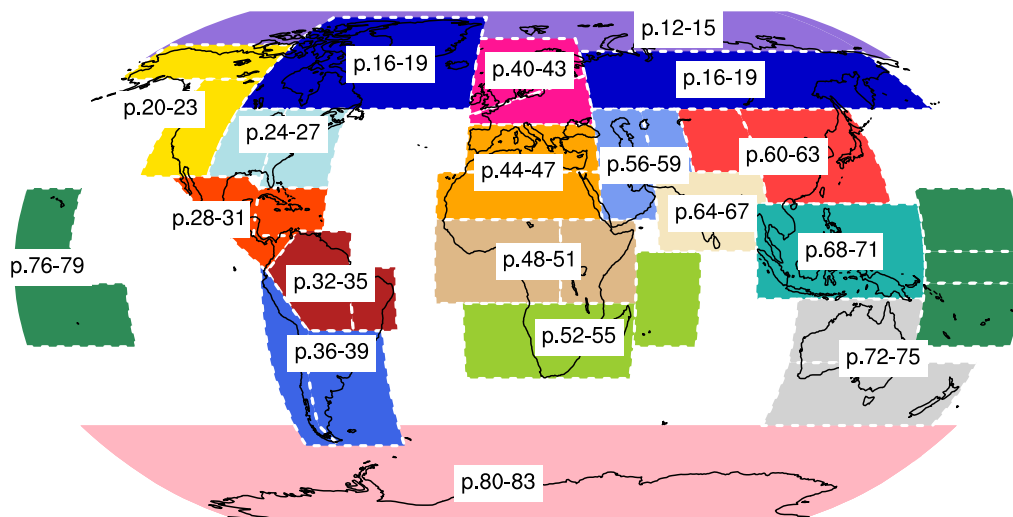 p.12-15
p.16-19
p.40-43
p.16-19
p.20-23
p.24-27
p.44-47
p.56-59
p.60-63
p.28-31
p.64-67
p.76-79
p.32-35
p.48-51
p.68-71
p.36-39
p.52-55
p.72-75
p.80-83